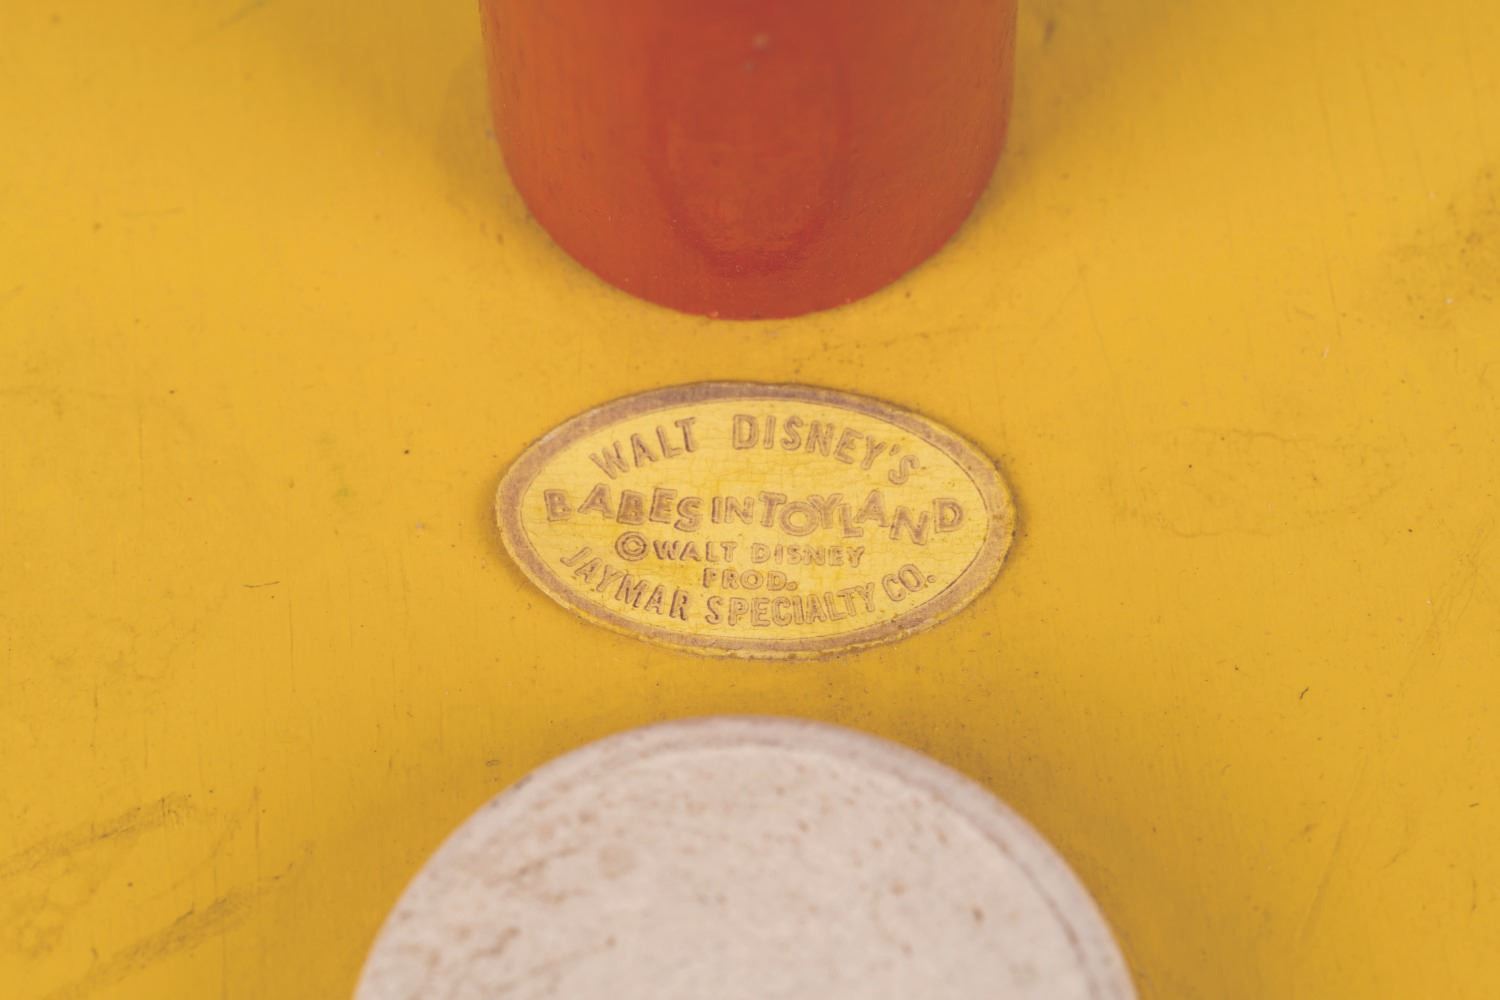 WALT DISNEY'S
BABES IN TOYLAND
©WALT DISNEY
PROD.
JAYMAR SPECIALTY CO.